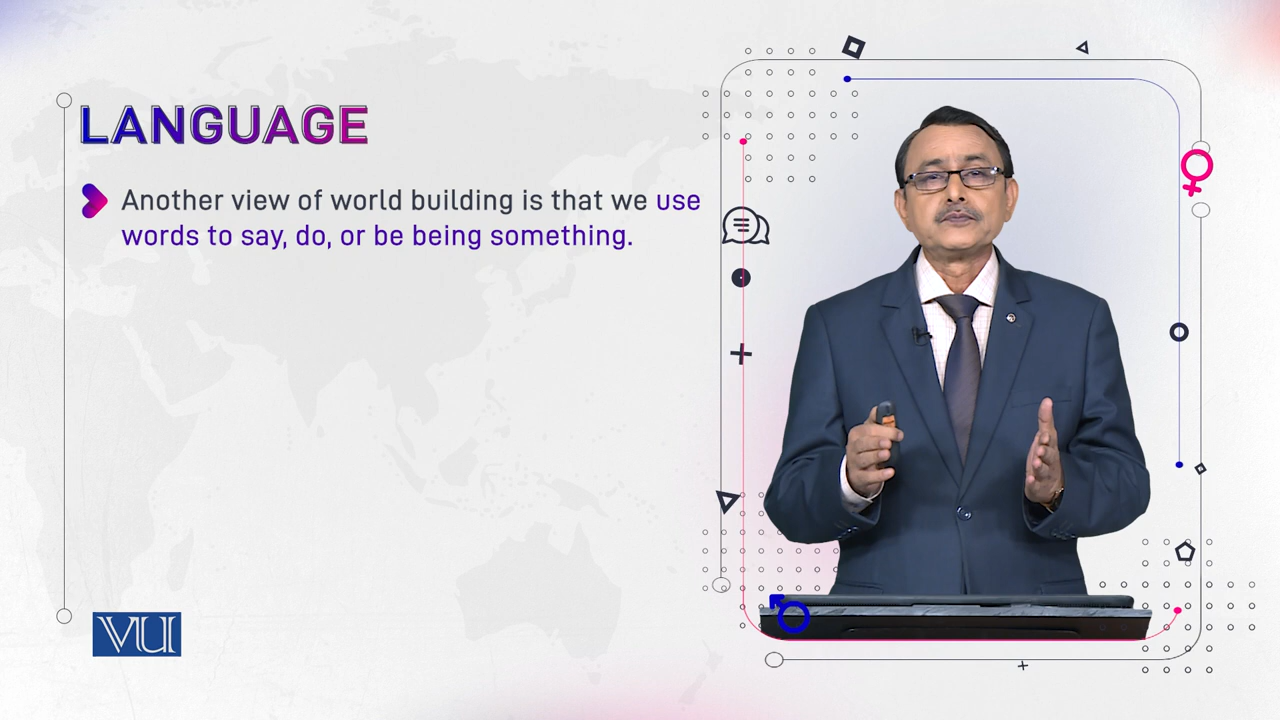 LANGUAGE
Another view of world building is that we use
words to say, do, or be being something.
VU